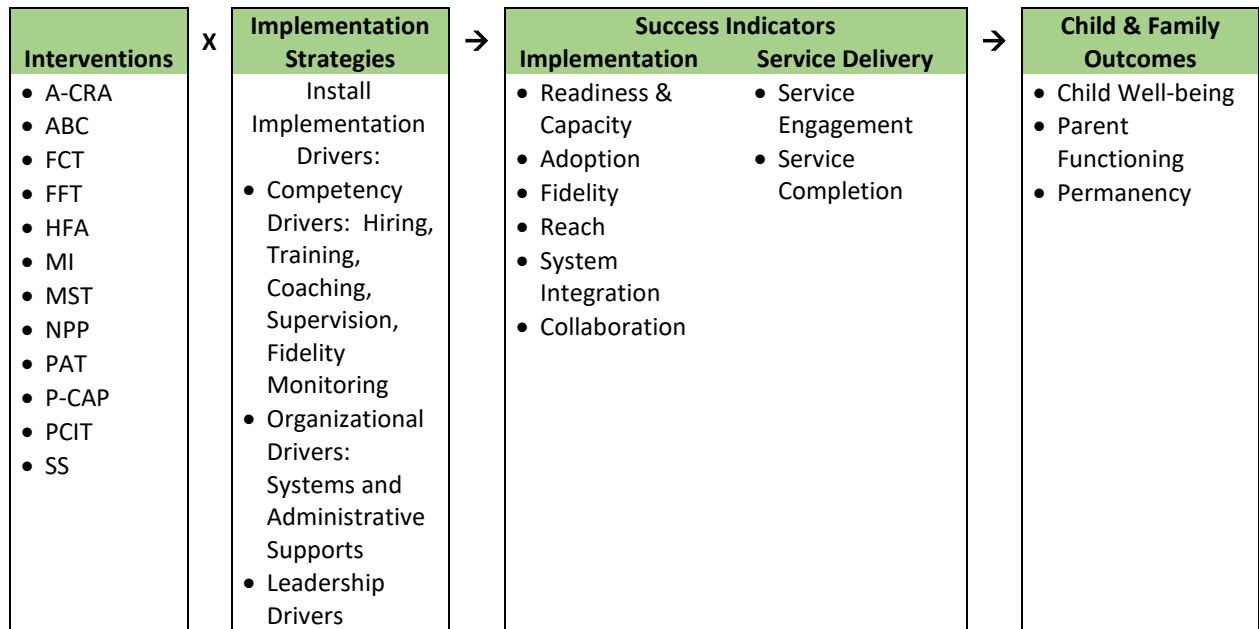 Interventions
• A-CRA
• ABC
• FCT
• FFT
• HFA
• MI
• MST
• NPP
• PAT
• P-CAP
• PCIT
• SS
X
Implementation
Strategies
Install
Implementation
Drivers:
• Competency
Drivers: Hiring,
Training,
Coaching,
Supervision,
Fidelity
Monitoring
• Organizational
Drivers:
Systems and
Administrative
Supports
• Leadership
Drivers
→
Success Indicators
Implementation
• Readiness &
Capacity
• Adoption
• Fidelity
• Reach
• System
Integration
• Collaboration
Service Delivery
• Service
Engagement
• Service
Completion
→
Child & Family
Outcomes
• Child Well-being
• Parent
Functioning
• Permanency